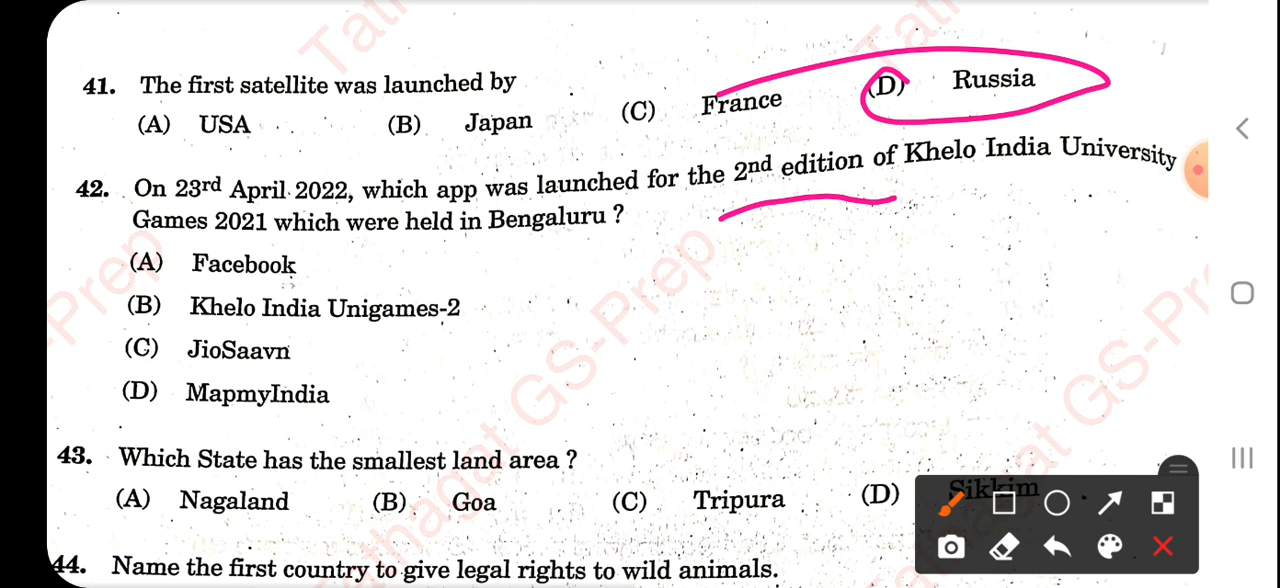 41. The first satellite was launched by
(A) USA (B) Japan (C) France (D) Russia
42. On 23rd April 2022, which app was launched for the 2nd edition of Khelo India University
Games 2021 which were held in Bengaluru ?
(A) Facebook
(B) Khelo India Unigames-2
(C) JioSaavn
(D) MapmyIndia
43. Which State has the smallest land area ?
(A) Nagaland (B) Goa (C) Tripura (D) Sikkim
44. Name the first country to give legal rights to wild animals.